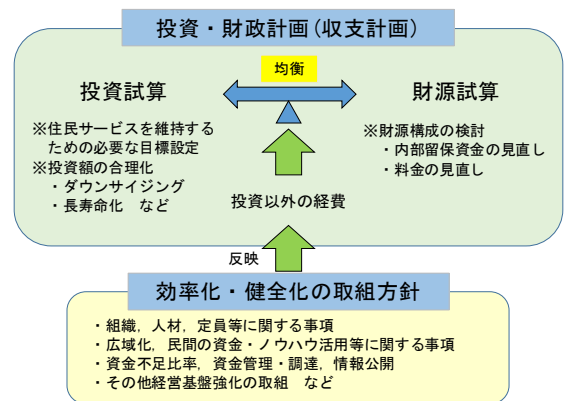 投資・財政計画(収支計画)
均衡
投資試算
財源試算
※住民サービスを維持する
ための必要な目標設定
※投資額の合理化
・ダウンサイジング
・長寿命化 など
※財源構成の検討
・内部留保資金の見直し
・料金の見直し
投資以外の経費
反映
効率化・健全化の取組方針
・組織，人材，定員等に関する事項
・広域化，民間の資金・ノウハウ活用等に関する事項
・資金不足比率，資金管理・調達，情報公開
・その他経営基盤強化の取組 など